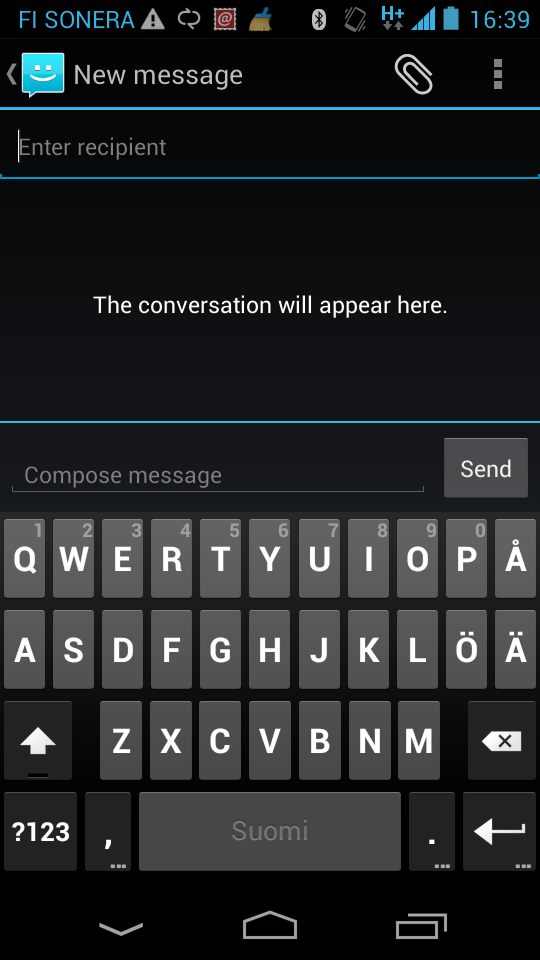 FI SONERA H+ 16:39
New message
Enter recipient
The conversation will appear here.
Compose message Send
1 2 3 4 5 6 7 8 9 0
Q W E R T Y U I O P Å
A S D F G H J K L Ö Ä
Z X C V B N M
?123 , ... Suomi . ... ...